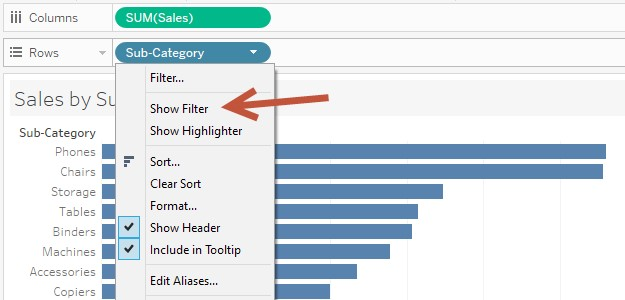 Columns SUM(Sales)
Rows Sub-Category
Filter...
Show Filter
Show Highlighter
Sort...
Clear Sort
Format...
Show Header
Include in Tooltip
Edit Aliases...
Sales by Su
Sub-Category
Phones
Chairs
Storage
Tables
Binders
Machines
Accessories
Copiers